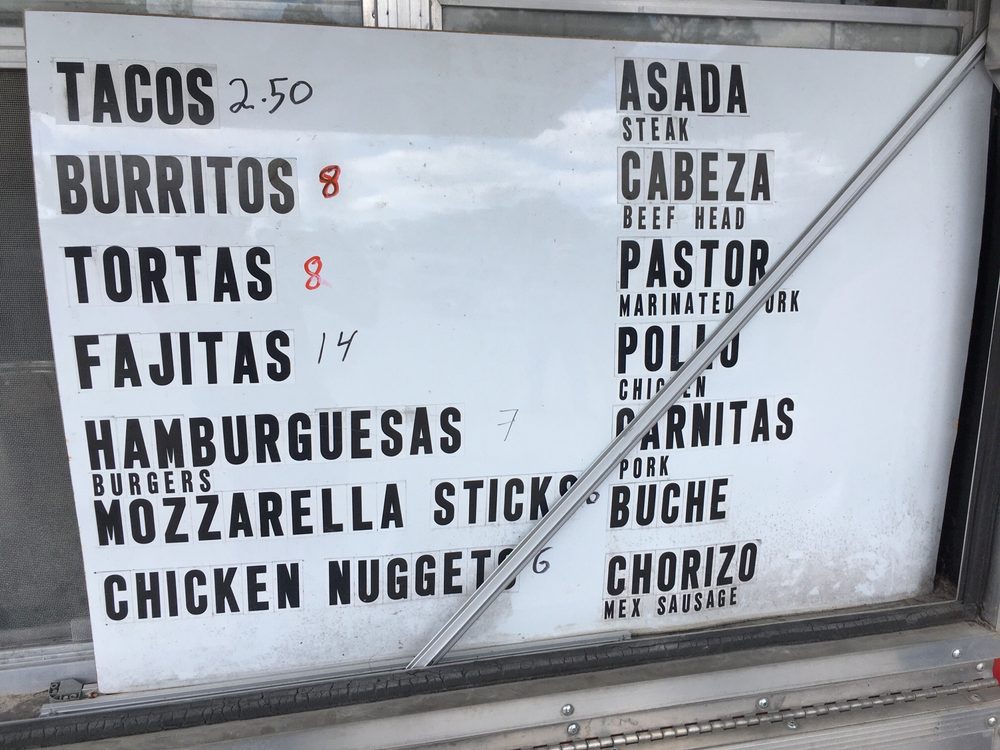 TACOS 2.50
BURRITOS 8
TORTAS 8
FAJITAS 14
HAMBURGUESAS 7
BURGERS
MOZZARELLA STICKS
CHICKEN NUGGETS 6
ASADA
STEAK
CABEZA
BEEF HEAD
PASTOR
MARINATED PORK
POLLO
CHICKEN
CARNITAS
PORK
BUCHE
CHORIZO
MEX SAUSAGE